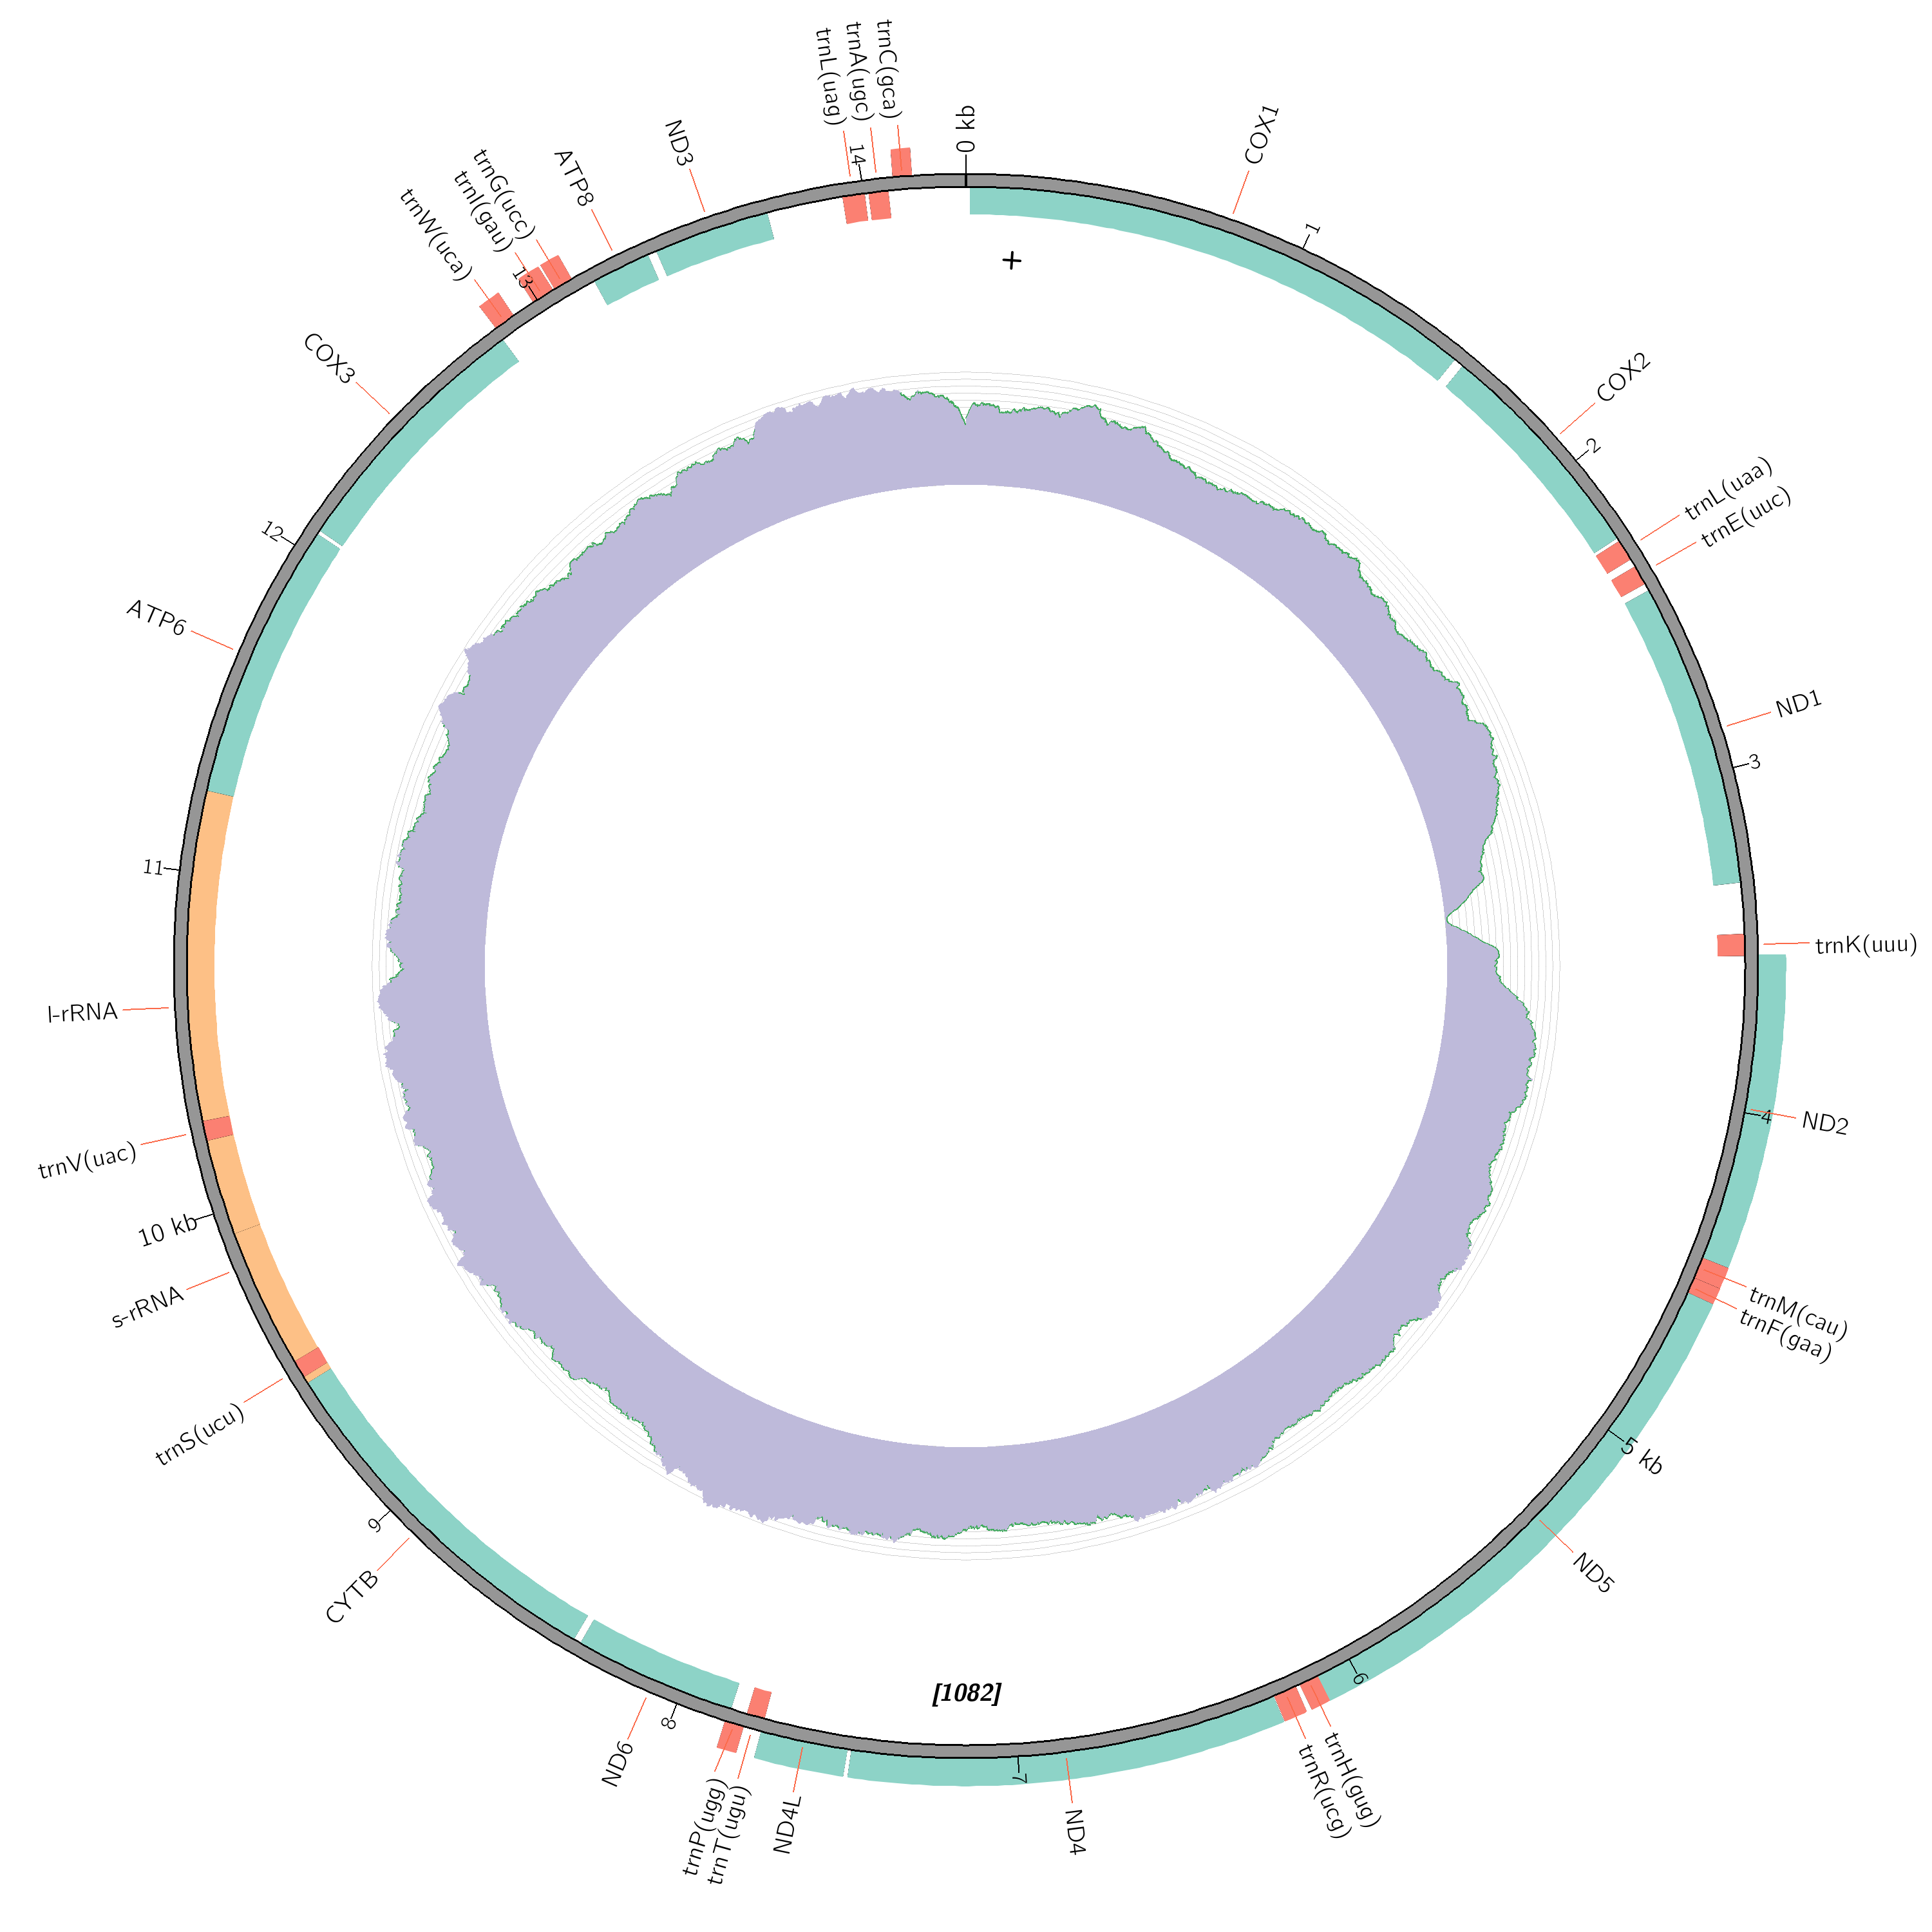 0 kb
COX1
1
COX2
2
trnL(uaa)
trnE(uuc)
ND1
3
trnK(uuu)
ND2
4
trnM(cau)
trnF(gaa)
5 kb
ND5
6
trnH(gug)
trnR(ucg)
ND4
7
ND4L
trnT(ugu)
trnP(ugg)
8
ND6
CYTB
9
trnS(ucu)
s-rRNA
10 kb
trnV(uac)
l-rRNA
11
ATP6
12
COX3
trnW(uca)
13
trnI(gau)
trnG(ucc)
ATP8
ND3
trnL(uag)
14
trnA(ugc)
trnC(gca)
+
[1082]